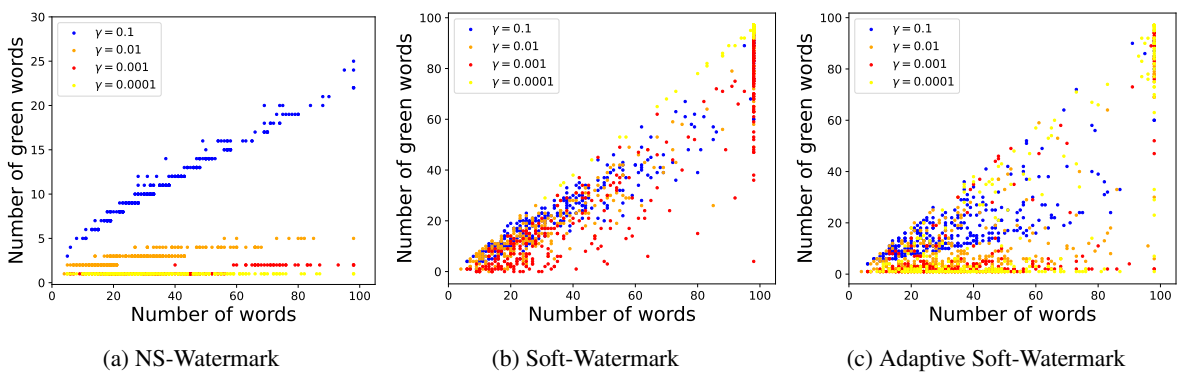 30
25
20
15
10
5
0
0
20
40
60
80
100
Number of green words
Number of words
γ = 0.1
γ = 0.01
γ = 0.001
γ = 0.0001
(a) NS-Watermark
100
80
60
40
20
0
0
20
40
60
80
100
Number of green words
Number of words
γ = 0.1
γ = 0.01
γ = 0.001
γ = 0.0001
(b) Soft-Watermark
100
80
60
40
20
0
0
20
40
60
80
100
Number of green words
Number of words
γ = 0.1
γ = 0.01
γ = 0.001
γ = 0.0001
(c) Adaptive Soft-Watermark